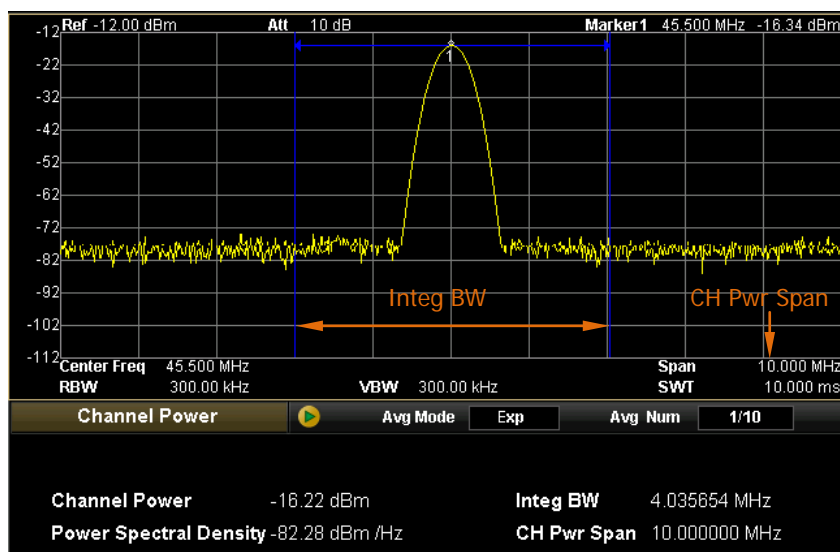 Ref -12.00 dBm Att 10 dB Marker1 45.500 MHz -16.34 dBm
-12
1
-22
-32
-42
-52
-62
-72
-82
-92
Integ BW CH Pwr Span
-102
-112
Center Freq 45.500 MHz Span 10.000 MHz
RBW 300.00 kHz VBW 300.00 kHz SWT 10.000 ms
Channel Power Avg Mode Exp Avg Num 1/10
Channel Power -16.22 dBm Integ BW 4.035654 MHz
Power Spectral Density -82.28 dBm /Hz CH Pwr Span 10.000000 MHz